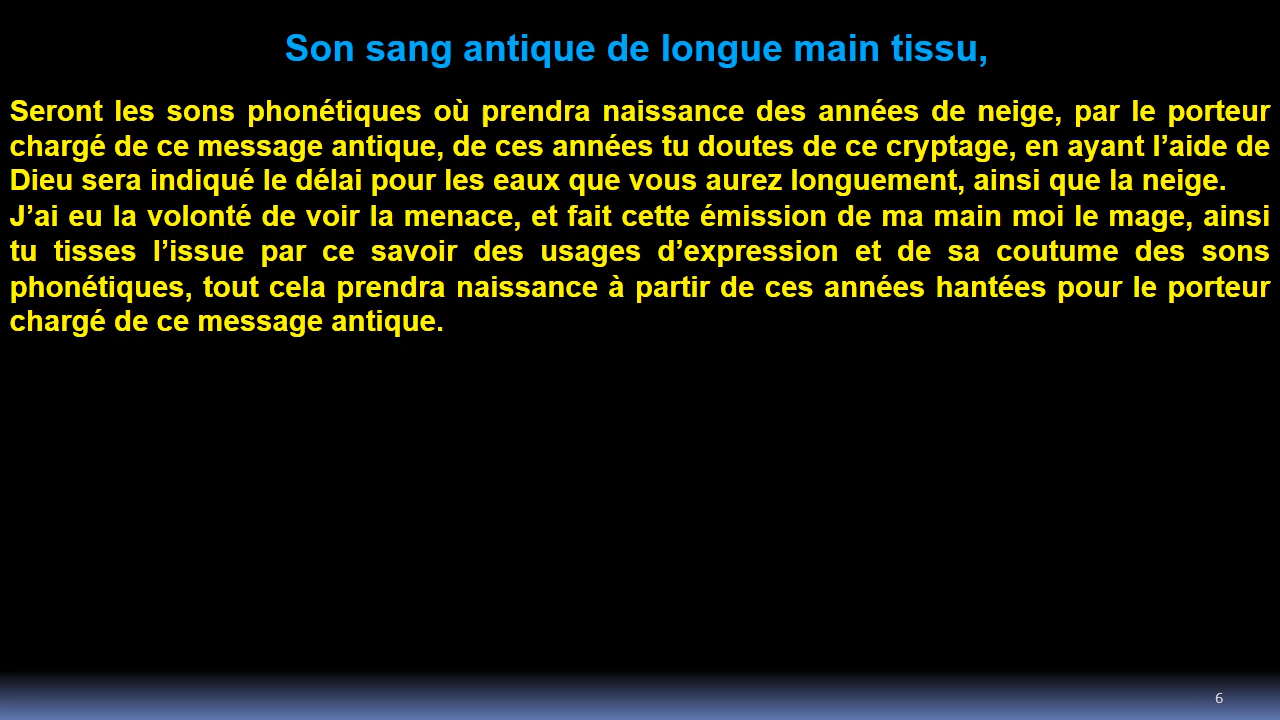 Son sang antique de longue main tissu,
Seront les sons phonétiques où prendra naissance des années de neige, par le porteur
chargé de ce message antique, de ces années tu doutes de ce cryptage, en ayant l’aide de
Dieu sera indiqué le délai pour les eaux que vous aurez longuement, ainsi que la neige.
J’ai eu la volonté de voir la menace, et fait cette émission de ma main moi le mage, ainsi
tu tisses l’issue par ce savoir des usages d’expression et de sa coutume des sons
phonétiques, tout cela prendra naissance à partir de ces années hantées pour le porteur
chargé de ce message antique.
6